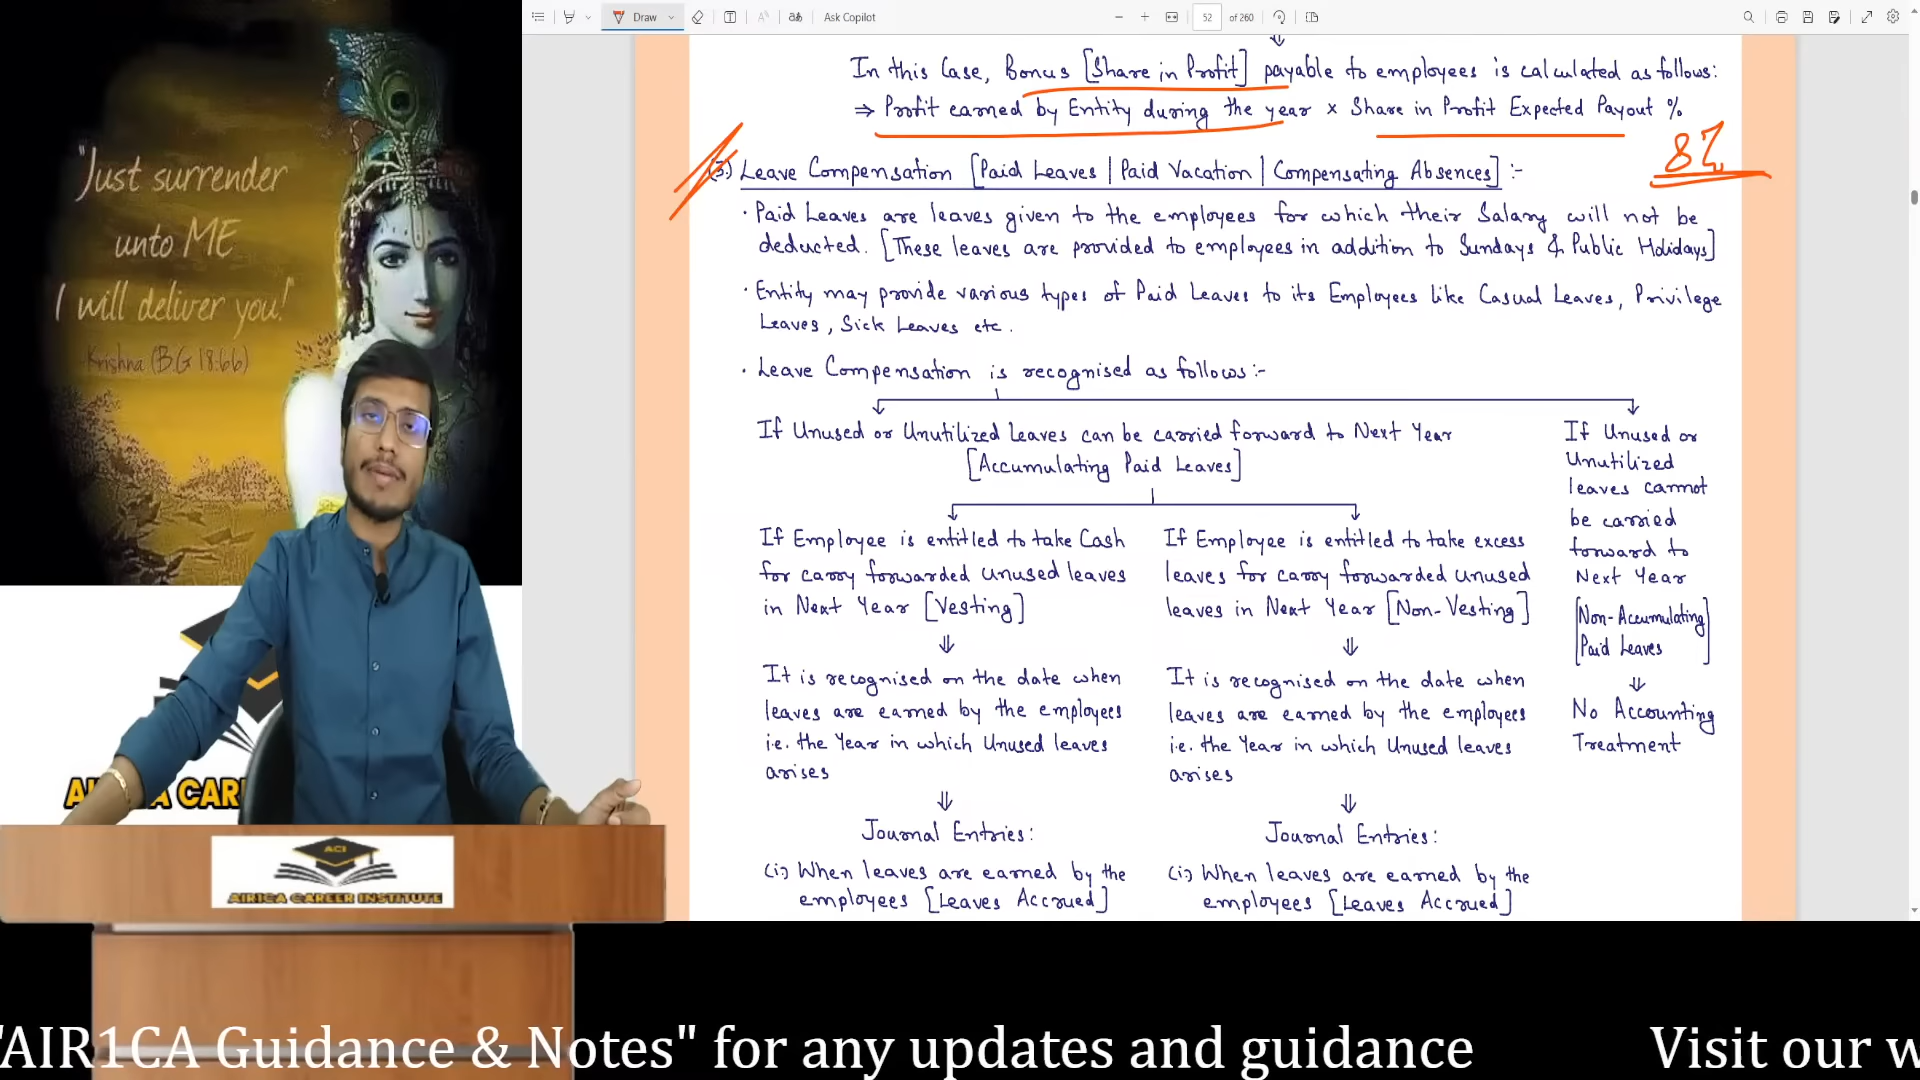 Draw
Ask Copilot
52 of 260
In this Case, Bonus [Share in Profit] payable to employees is calculated as follows:
⇒ Profit earned by Entity during the year × Share in Profit Expected Payout %
8%
(3.) Leave Compensation [Paid Leaves | Paid Vacation | Compensating Absences] :-
· Paid Leaves are leaves given to the employees for which their Salary will not be
deducted. [These leaves are provided to employees in addition to Sundays & Public Holidays]
· Entity may provide various types of Paid Leaves to its Employees like Casual Leaves, Privilege
Leaves, Sick Leaves etc.
· Leave Compensation is recognised as follows:-
If Unused or Unutilized Leaves can be carried forward to Next Year
[Accumulating Paid Leaves]
If Employee is entitled to take Cash
for carry forwarded unused leaves
in Next Year [Vesting]
⇓
It is recognised on the date when
leaves are earned by the employees
i.e. the Year in which Unused leaves
arises
⇓
Journal Entries:
(i) When leaves are earned by the
employees [Leaves Accrued]
If Employee is entitled to take excess
leaves for carry forwarded unused
leaves in Next Year [Non-Vesting]
⇓
It is recognised on the date when
leaves are earned by the employees
i.e. the Year in which Unused leaves
arises
⇓
Journal Entries:
(i) When leaves are earned by the
employees [Leaves Accrued]
If Unused or
Unutilized
leaves cannot
be carried
forward to
Next Year
[Non-Accumulating
Paid Leaves]
⇓
No Accounting
Treatment
"Just surrender
unto ME
I will deliver you!"
Krishna (B.G 18:66)
CAR
ACI
AIR1CA CAREER INSTITUTE
"AIR1CA Guidance & Notes" for any updates and guidance
Visit our w